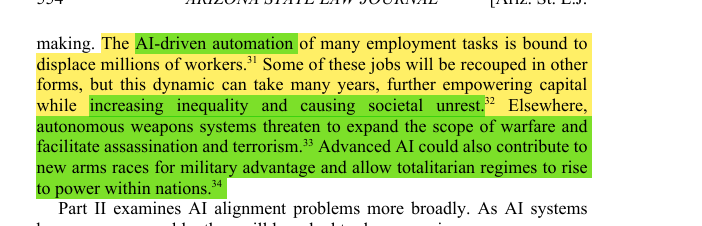 554 ARIZONA STATE LAW JOURNAL [Ariz. St. L.J.
making. The AI-driven automation of many employment tasks is bound to
displace millions of workers.31 Some of these jobs will be recouped in other
forms, but this dynamic can take many years, further empowering capital
while increasing inequality and causing societal unrest.32 Elsewhere,
autonomous weapons systems threaten to expand the scope of warfare and
facilitate assassination and terrorism.33 Advanced AI could also contribute to
new arms races for military advantage and allow totalitarian regimes to rise
to power within nations.34
Part II examines AI alignment problems more broadly. As AI systems